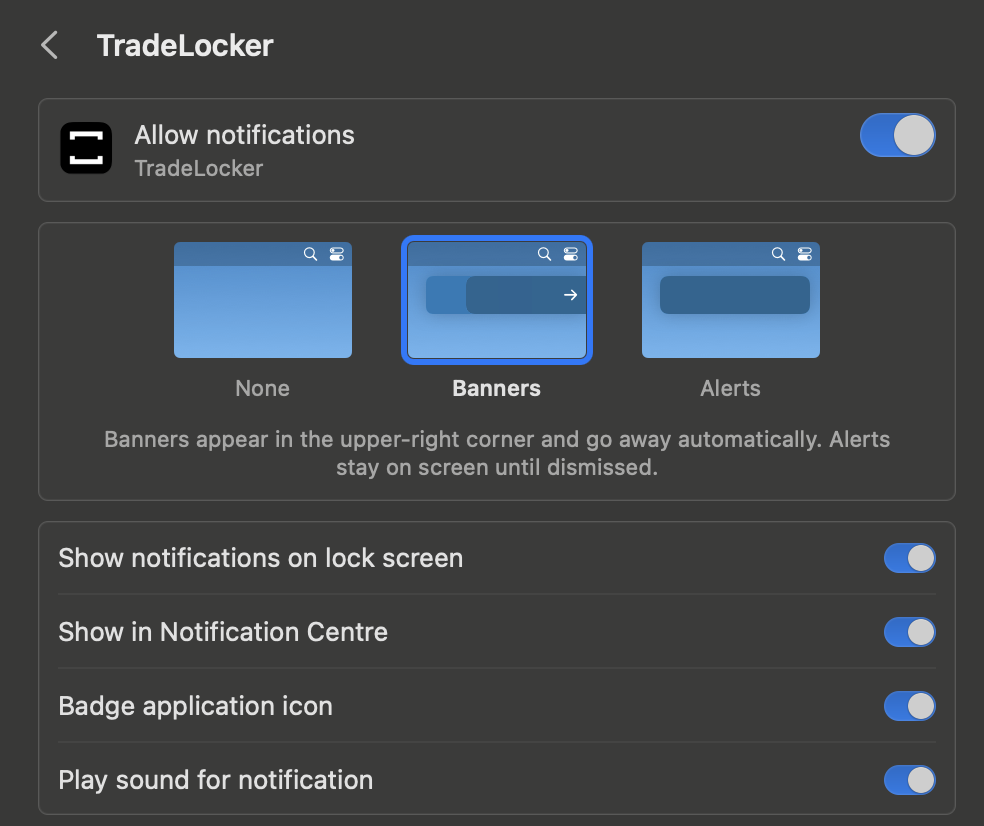 TradeLocker
Allow notifications
TradeLocker
None
Banners
Alerts
Banners appear in the upper-right corner and go away automatically. Alerts
stay on screen until dismissed.
Show notifications on lock screen
Show in Notification Centre
Badge application icon
Play sound for notification